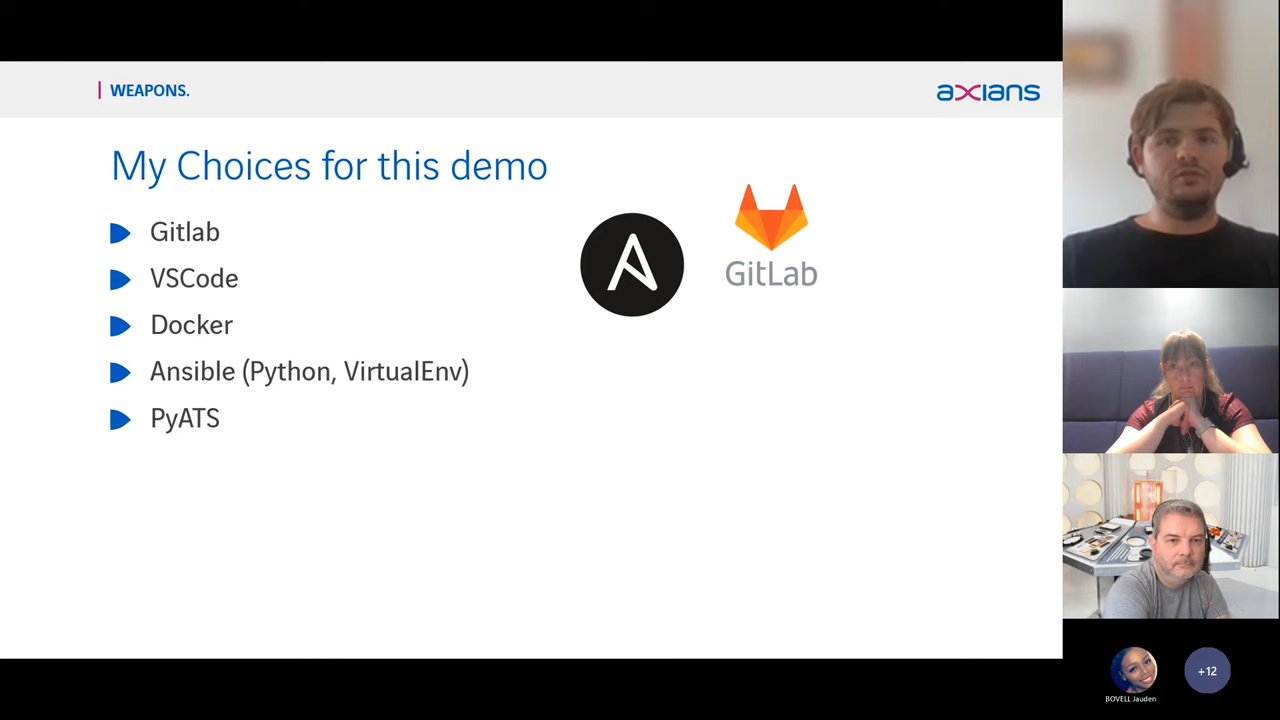 WEAPONS.
axians
My Choices for this demo
Gitlab
VSCode
Docker
Ansible (Python, VirtualEnv)
PyATS
GitLab
+12
BOVELL Jauden